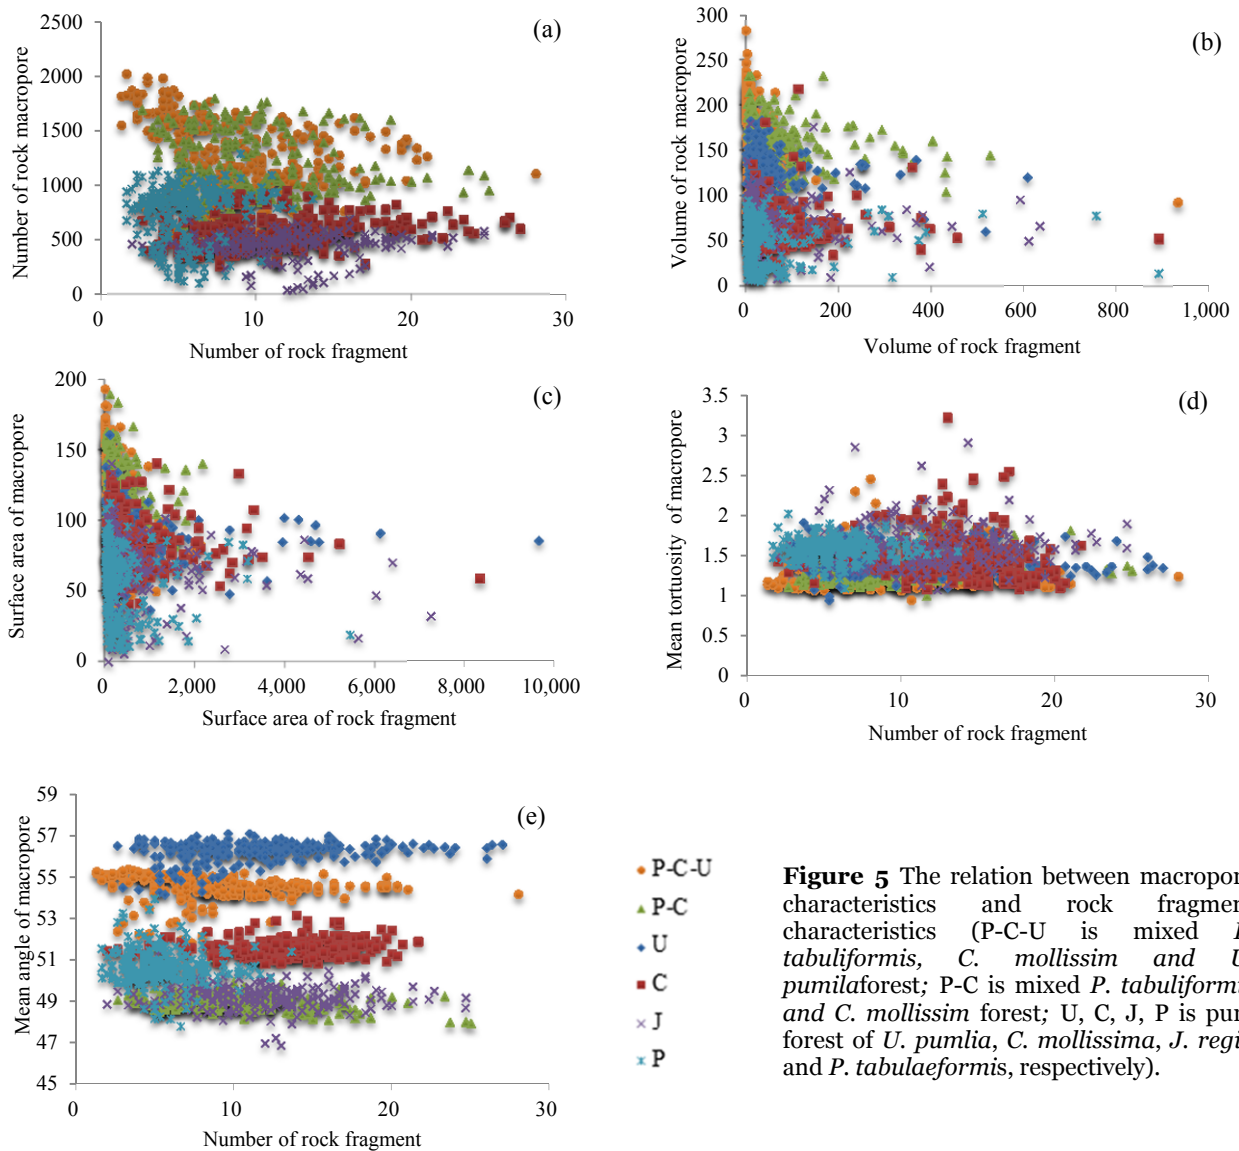 (a)
2500
2000
1500
1000
500
0
0 10 20 30
Number of rock macropore
Number of rock fragment
(b)
300
250
200
150
100
50
0
0 200 400 600 800 1,000
Volume of rock macropore
Volume of rock fragment
(c)
200
150
100
50
0
0 2,000 4,000 6,000 8,000 10,000
Surface area of macropore
Surface area of rock fragment
(d)
3.5
3
2.5
2
1.5
1
0.5
0
0 10 20 30
Mean tortuosity of macropore
Number of rock fragment
(e)
59
57
55
53
51
49
47
45
0 10 20 30
Mean angle of macropore
Number of rock fragment
P-C-U
P-C
U
C
J
P
Figure 5 The relation between macropor
characteristics and rock fragmen
characteristics (P-C-U is mixed
tabuliformis, C. mollissim and U
pumilaforest; P-C is mixed P. tabuliformi
and C. mollissim forest; U, C, J, P is pur
forest of U. pumlia, C. mollissima, J. regi
and P. tabulaeformis, respectively).